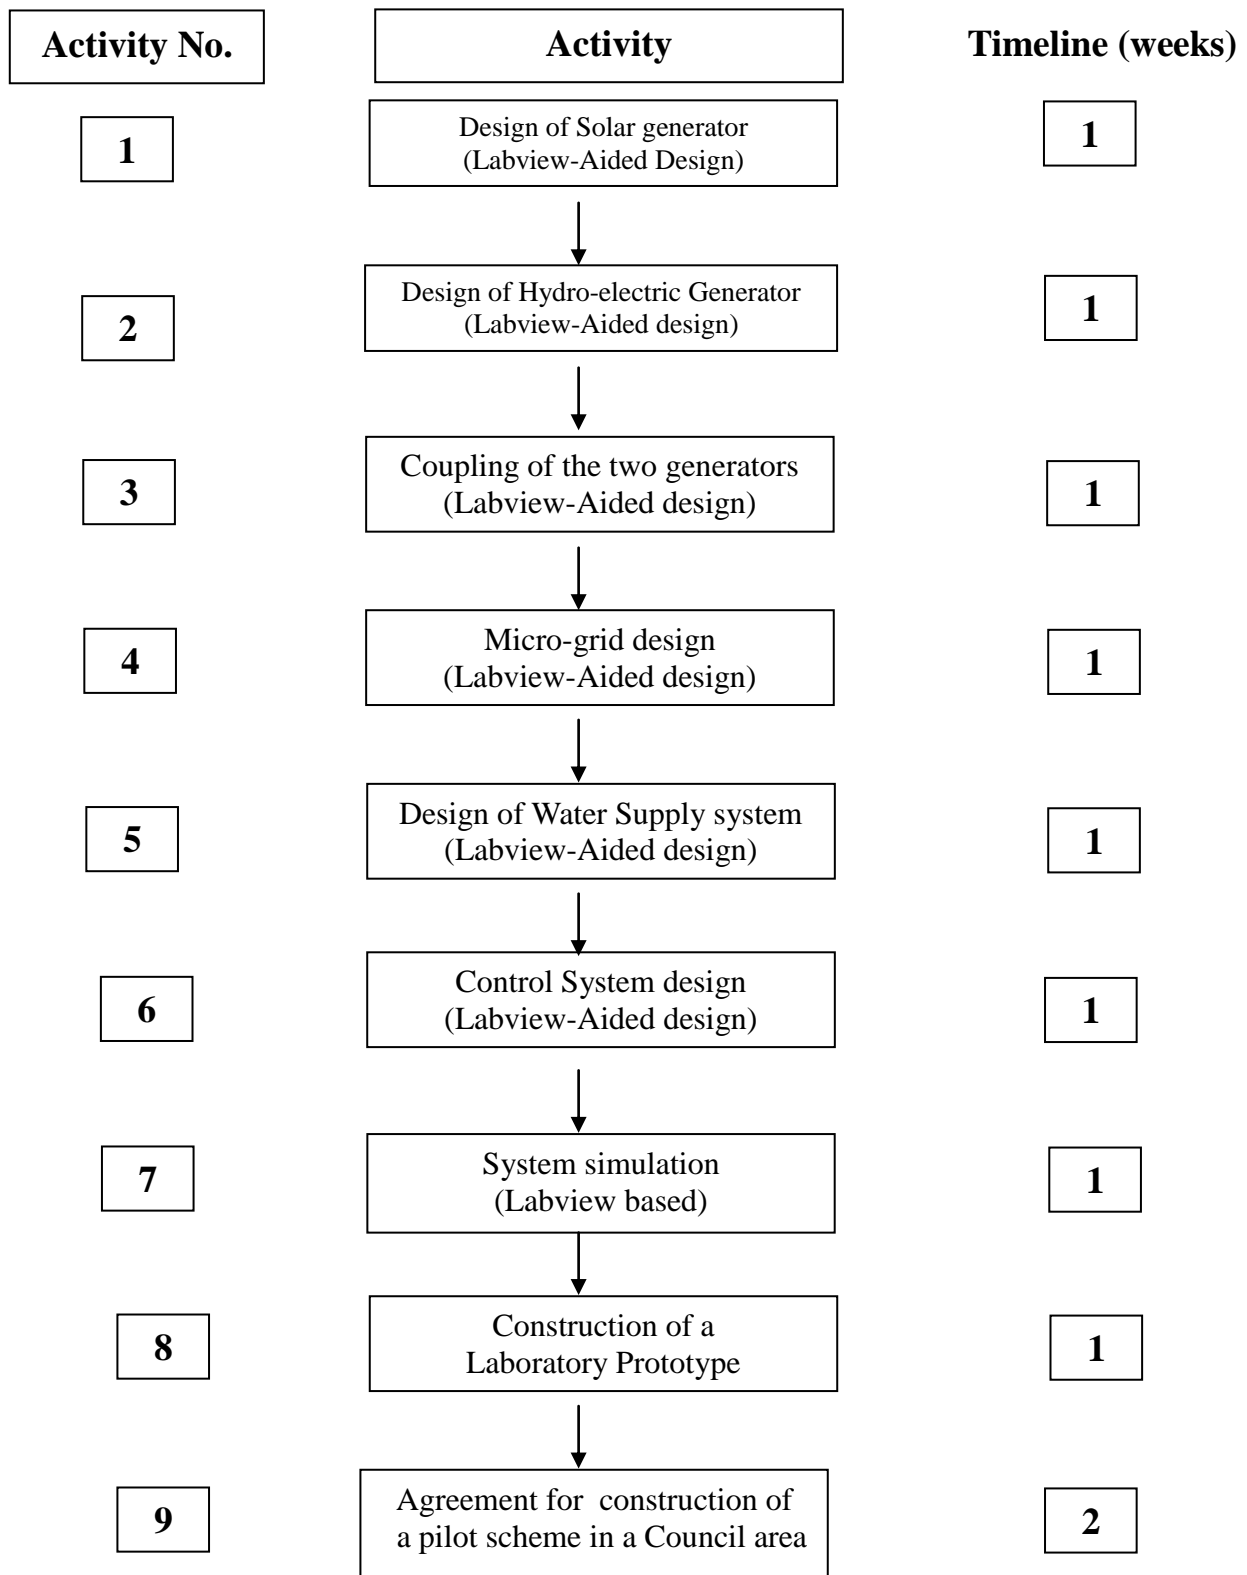 Activity No. Activity Timeline (weeks)
1 Design of Solar generator 1
(Labview-Aided Design)
2 Design of Hydro-electric Generator 1
(Labview-Aided design)
3 Coupling of the two generators 1
(Labview-Aided design)
4 Micro-grid design 1
(Labview-Aided design)
5 Design of Water Supply system 1
(Labview-Aided design)
6 Control System design 1
(Labview-Aided design)
7 System simulation 1
(Labview based)
8 Construction of a 1
Laboratory Prototype
9 Agreement for construction of 2
a pilot scheme in a Council area